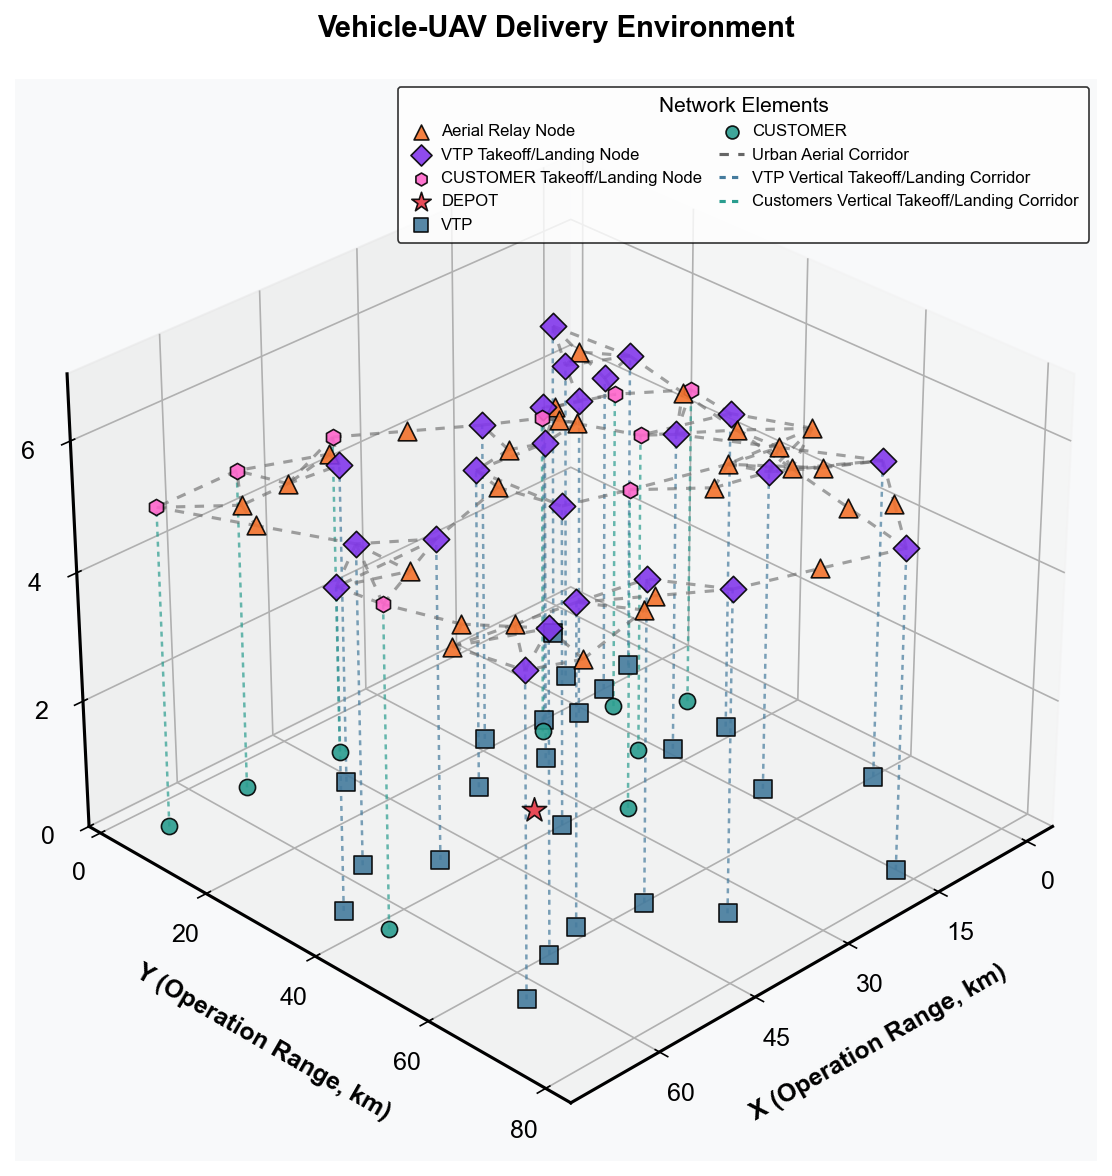 Vehicle-UAV Delivery Environment
Network Elements
Aerial Relay Node
VTP Takeoff/Landing Node
CUSTOMER Takeoff/Landing Node
DEPOT
VTP
CUSTOMER
Urban Aerial Corridor
VTP Vertical Takeoff/Landing Corridor
Customers Vertical Takeoff/Landing Corridor
6
4
2
0
0
20
40
60
80
Y (Operation Range, km)
0
15
30
45
60
X (Operation Range, km)